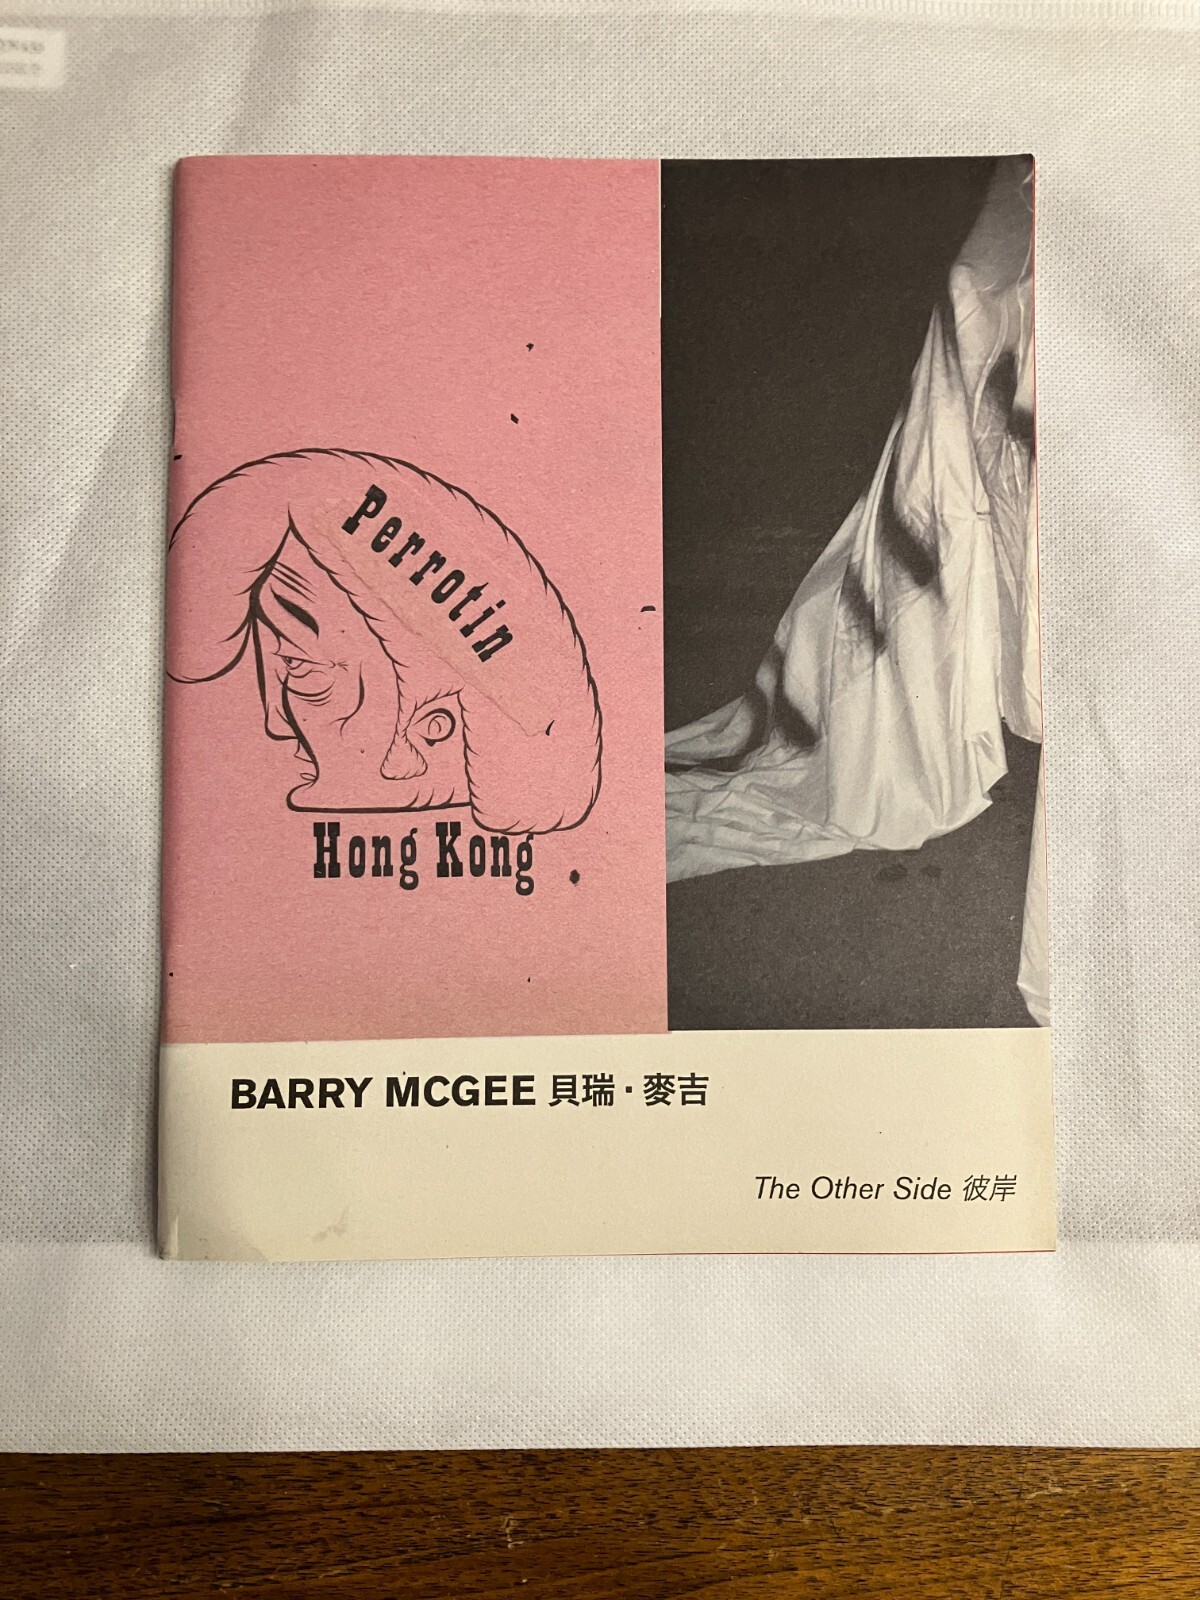 Perrotin
Hong Kong
BARRY MCGEE 貝瑞·麥吉
The Other Side 彼岸